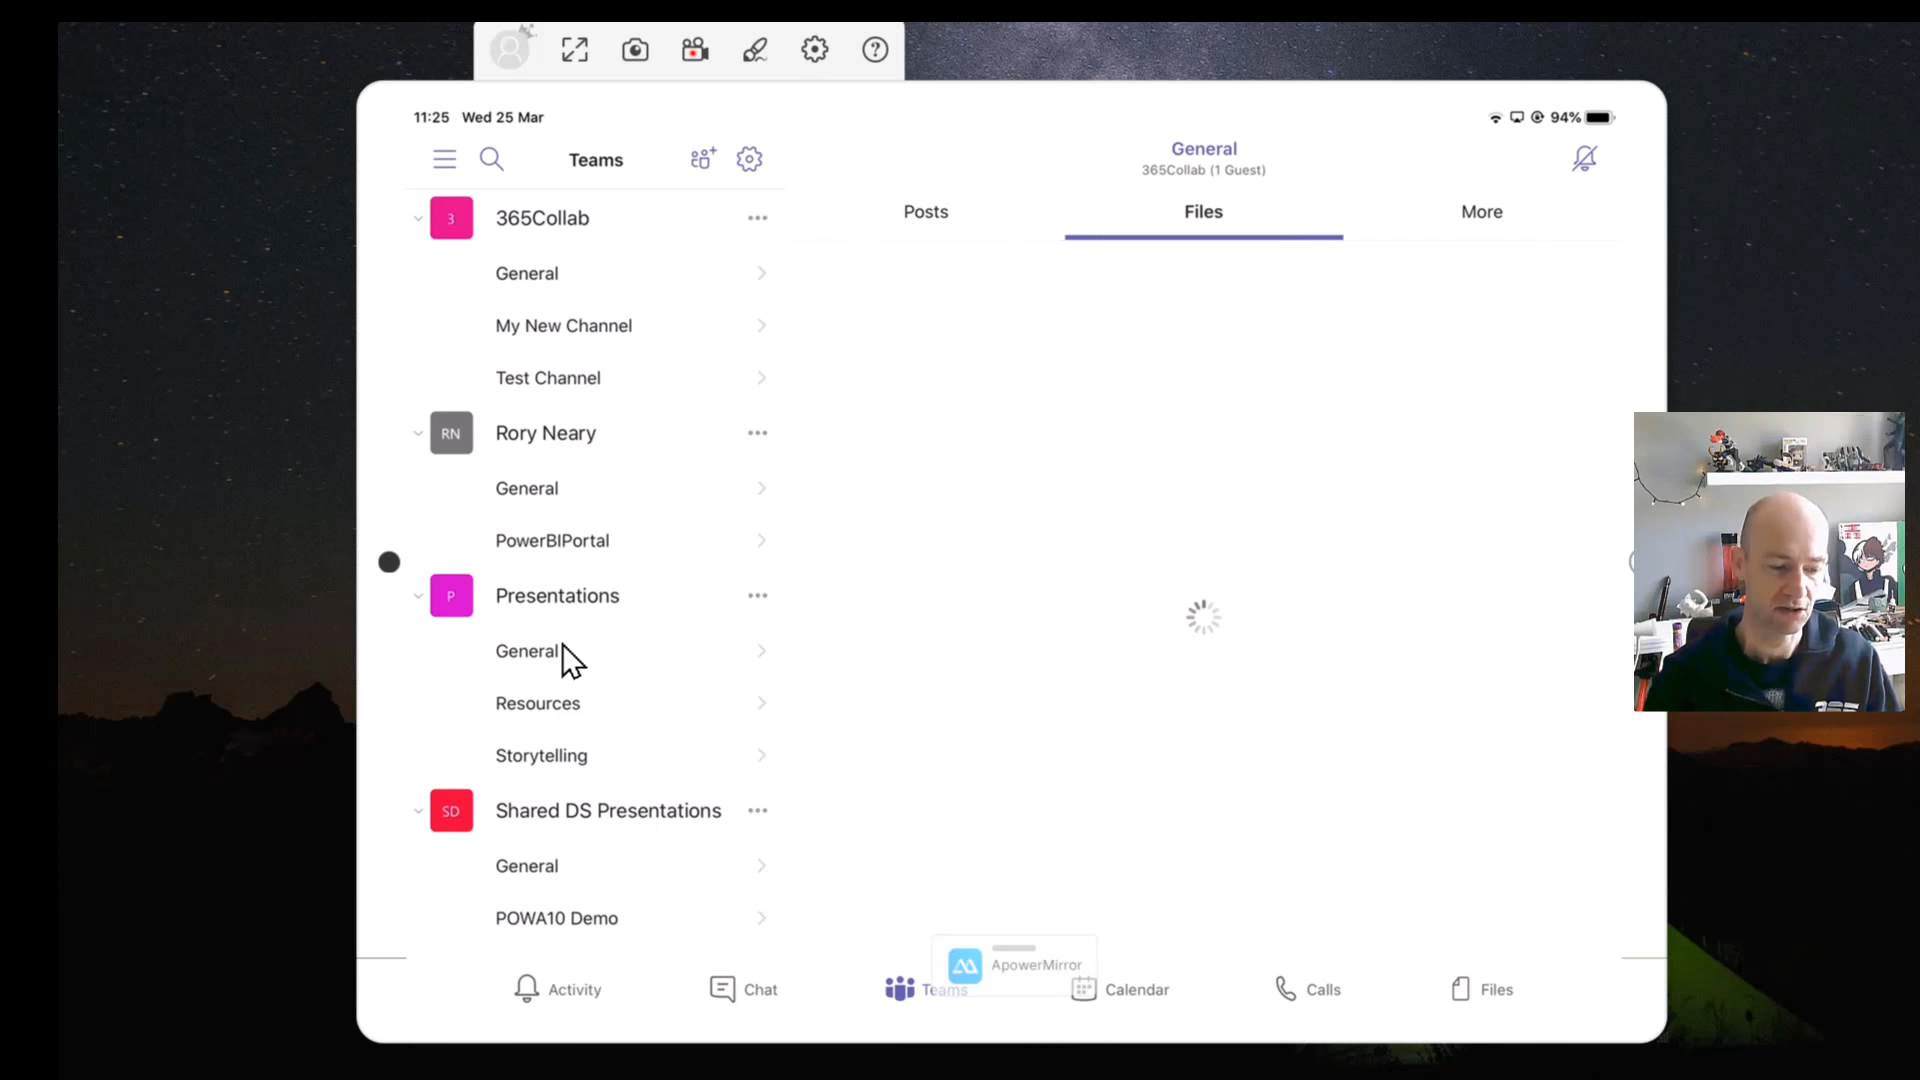 11:25 Wed 25 Mar
94%
Teams
General
365Collab (1 Guest)
Posts
Files
More
3
365Collab
General
My New Channel
Test Channel
RN
Rory Neary
General
PowerBIPortal
P
Presentations
General
Resources
Storytelling
SD
Shared DS Presentations
General
POWA10 Demo
ApowerMirror
Activity
Chat
Teams
Calendar
Calls
Files